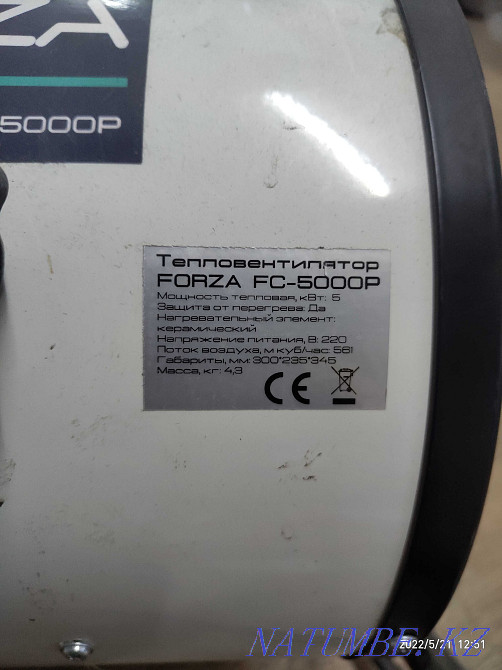 ZA
5000P
Тепловентилятор
FORZA FC-5000P
Мощность тепловая, кВт: 5
Защита от перегрева: Да
Нагревательный элемент:
керамический
Напряжение питания, В: 220
Поток воздуха, м куб/час: 561
Габариты, мм: 300*235*345
Масса, кг: 4,3
CE
2022/5/21 12:51
NATUMBE.KZ